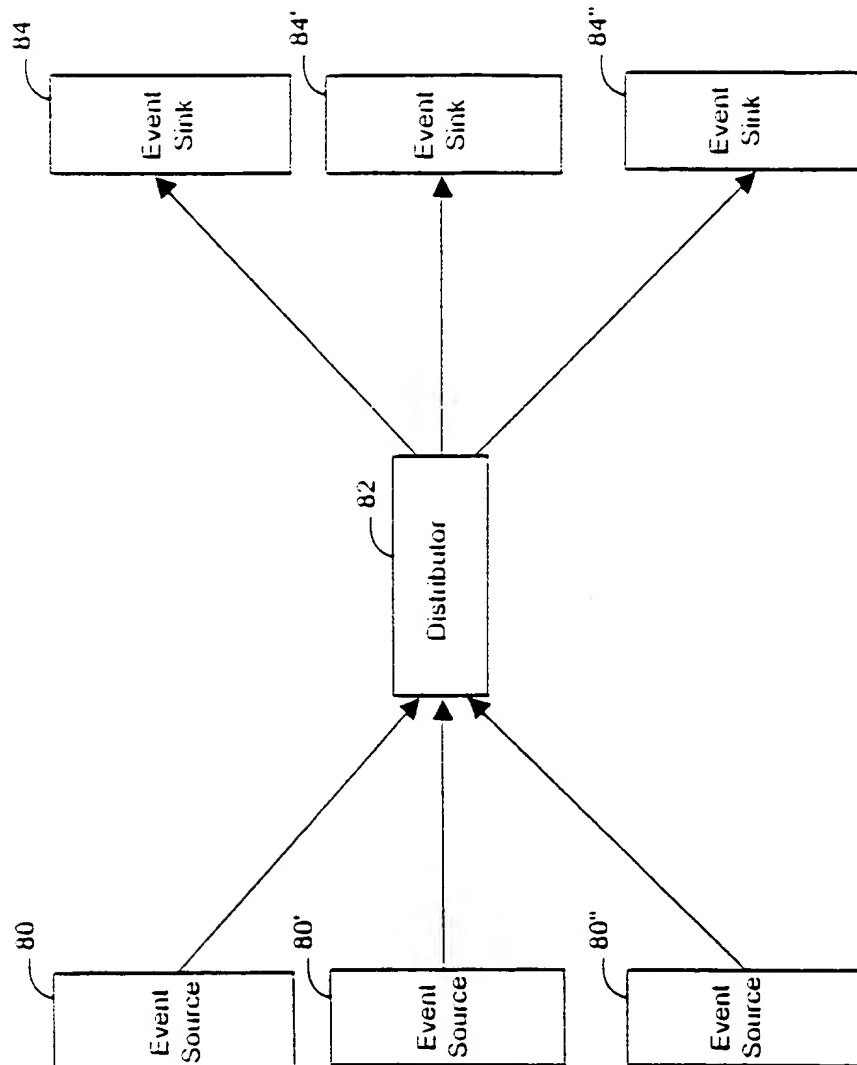 80
Event
Source
80'
Event
Source
80"
Event
Source
82
Distributor
84
Event
Sink
84'
Event
Sink
84"
Event
Sink